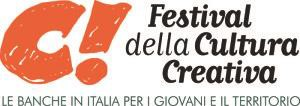 C!
Festival
della Cultura
Creativa
LE BANCHE IN ITALIA PER I GIOVANI E IL TERRITORIO